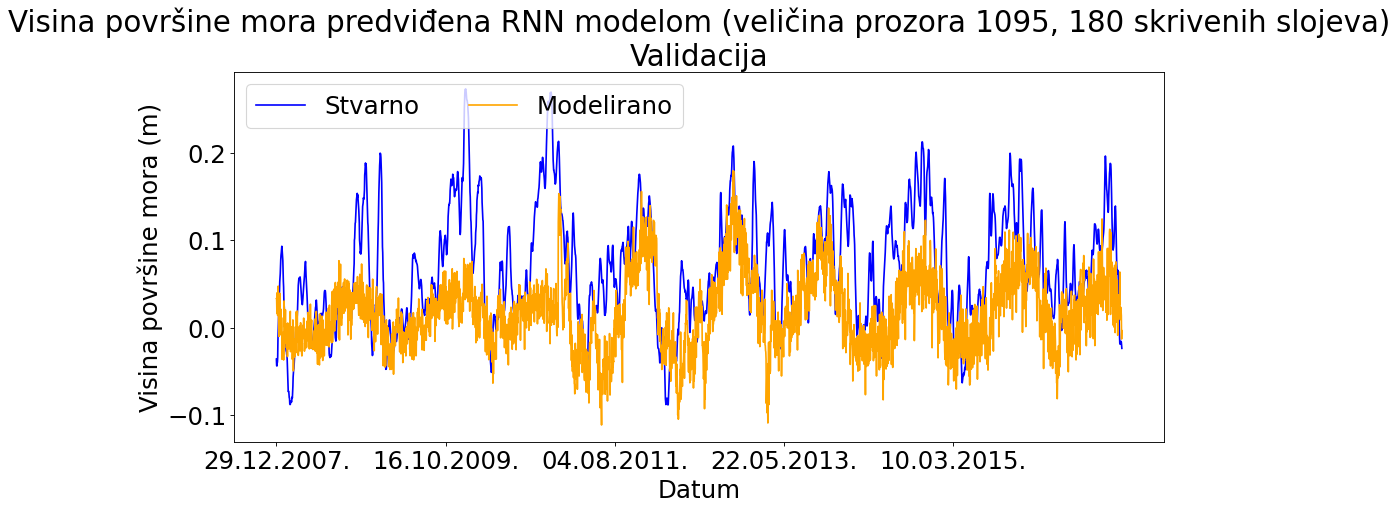 Visina površine mora predviđena RNN modelom (veličina prozora 1095, 180 skrivenih slojeva)
Validacija
Stvarno
Modelirano
Visina površine mora (m)
0.2
0.1
0.0
−0.1
29.12.2007.
16.10.2009.
04.08.2011.
22.05.2013.
10.03.2015.
Datum